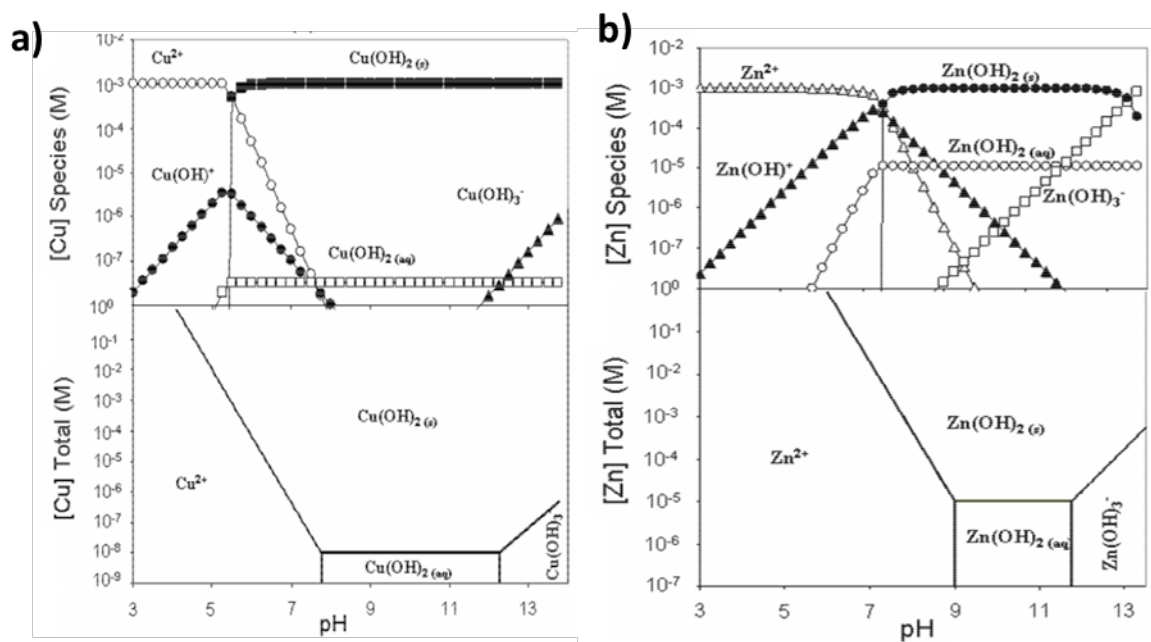 a)
Cu²⁺
Cu(OH)₂ ₍s₎
Cu(OH)⁺
Cu(OH)₃⁻
Cu(OH)₂ ₍aq₎
[Cu] Species (M)
10⁻²
10⁻³
10⁻⁴
10⁻⁵
10⁻⁶
10⁻⁷
10⁰
Cu(OH)₂ ₍s₎
Cu²⁺
Cu(OH)₂ ₍aq₎
Cu(OH)₃
[Cu] Total (M)
10⁻¹
10⁻²
10⁻³
10⁻⁴
10⁻⁵
10⁻⁶
10⁻⁷
10⁻⁸
10⁻⁹
3 5 7 9 11 13
pH
b)
Zn²⁺
Zn(OH)₂ ₍s₎
Zn(OH)₂ ₍aq₎
Zn(OH)⁺
Zn(OH)₃⁻
[Zn] Species (M)
10⁻²
10⁻³
10⁻⁴
10⁻⁵
10⁻⁶
10⁻⁷
10⁰
Zn(OH)₂ ₍s₎
Zn²⁺
Zn(OH)₂ ₍aq
Zn(OH)₃⁻
[Zn] Total (M)
10⁻¹
10⁻²
10⁻³
10⁻⁴
10⁻⁵
10⁻⁶
10⁻⁷
3 5 7 9 11 13
pH